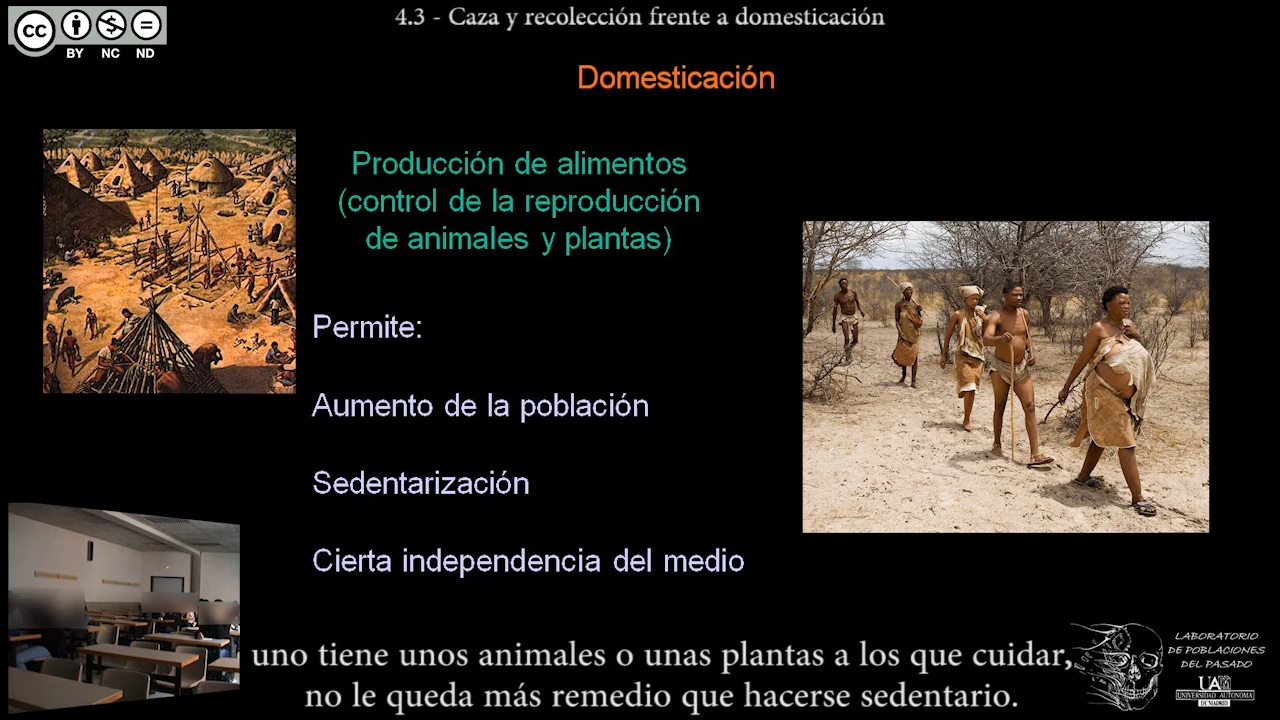 4.3 - Caza y recolección frente a domesticación
cc
BY NC ND
Domesticación
Producción de alimentos
(control de la reproducción
de animales y plantas)
Permite:
Aumento de la población
Sedentarización
Cierta independencia del medio
uno tiene unos animales o unas plantas a los que cuidar,
no le queda más remedio que hacerse sedentario.
LABORATORIO
DE POBLACIONES
DEL PASADO
UAM
UNIVERSIDAD AUTONOMA
DE MADRID